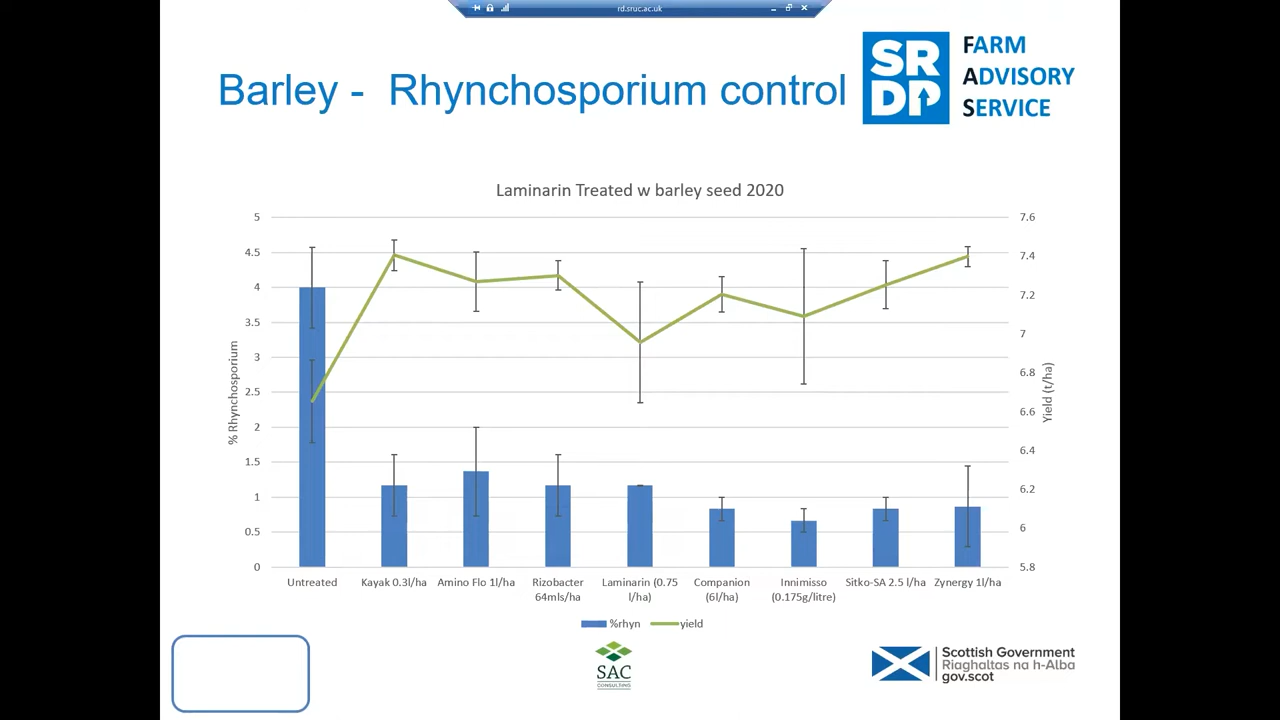 rd.sruc.ac.uk
Barley - Rhynchosporium control
SR
DP
FARM
ADVISORY
SERVICE
Laminarin Treated w barley seed 2020
5
4.5
4
3.5
3
2.5
2
1.5
1
0.5
0
% Rhynchosporium
7.6
7.4
7.2
7
6.8
6.6
6.4
6.2
6
5.8
Yield (t/ha)
Untreated
Kayak 0.3l/ha
Amino Flo 1l/ha
Rizobacter
64mls/ha
Laminarin (0.75
l/ha)
Companion
(6l/ha)
Innimisso
(0.175g/litre)
Sitko-SA 2.5 l/ha
Zynergy 1l/ha
%rhyn
yield
SAC
CONSULTING
Scottish Government
Riaghaltas na h-Alba
gov.scot